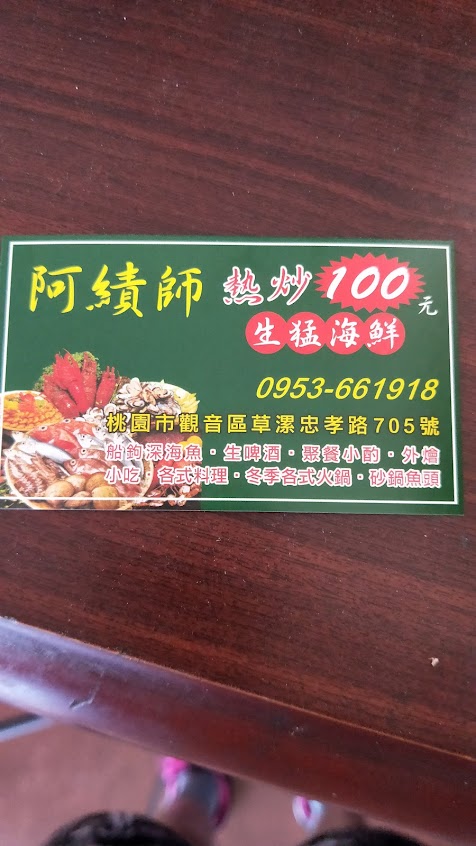 阿績師 熱炒100元
生猛海鮮
0953-661918
桃園市觀音區草漯忠孝路705號
船鉤深海魚‧生啤酒‧聚餐小酌‧外燴
小吃 各式料理‧冬季各式火鍋‧砂鍋魚頭